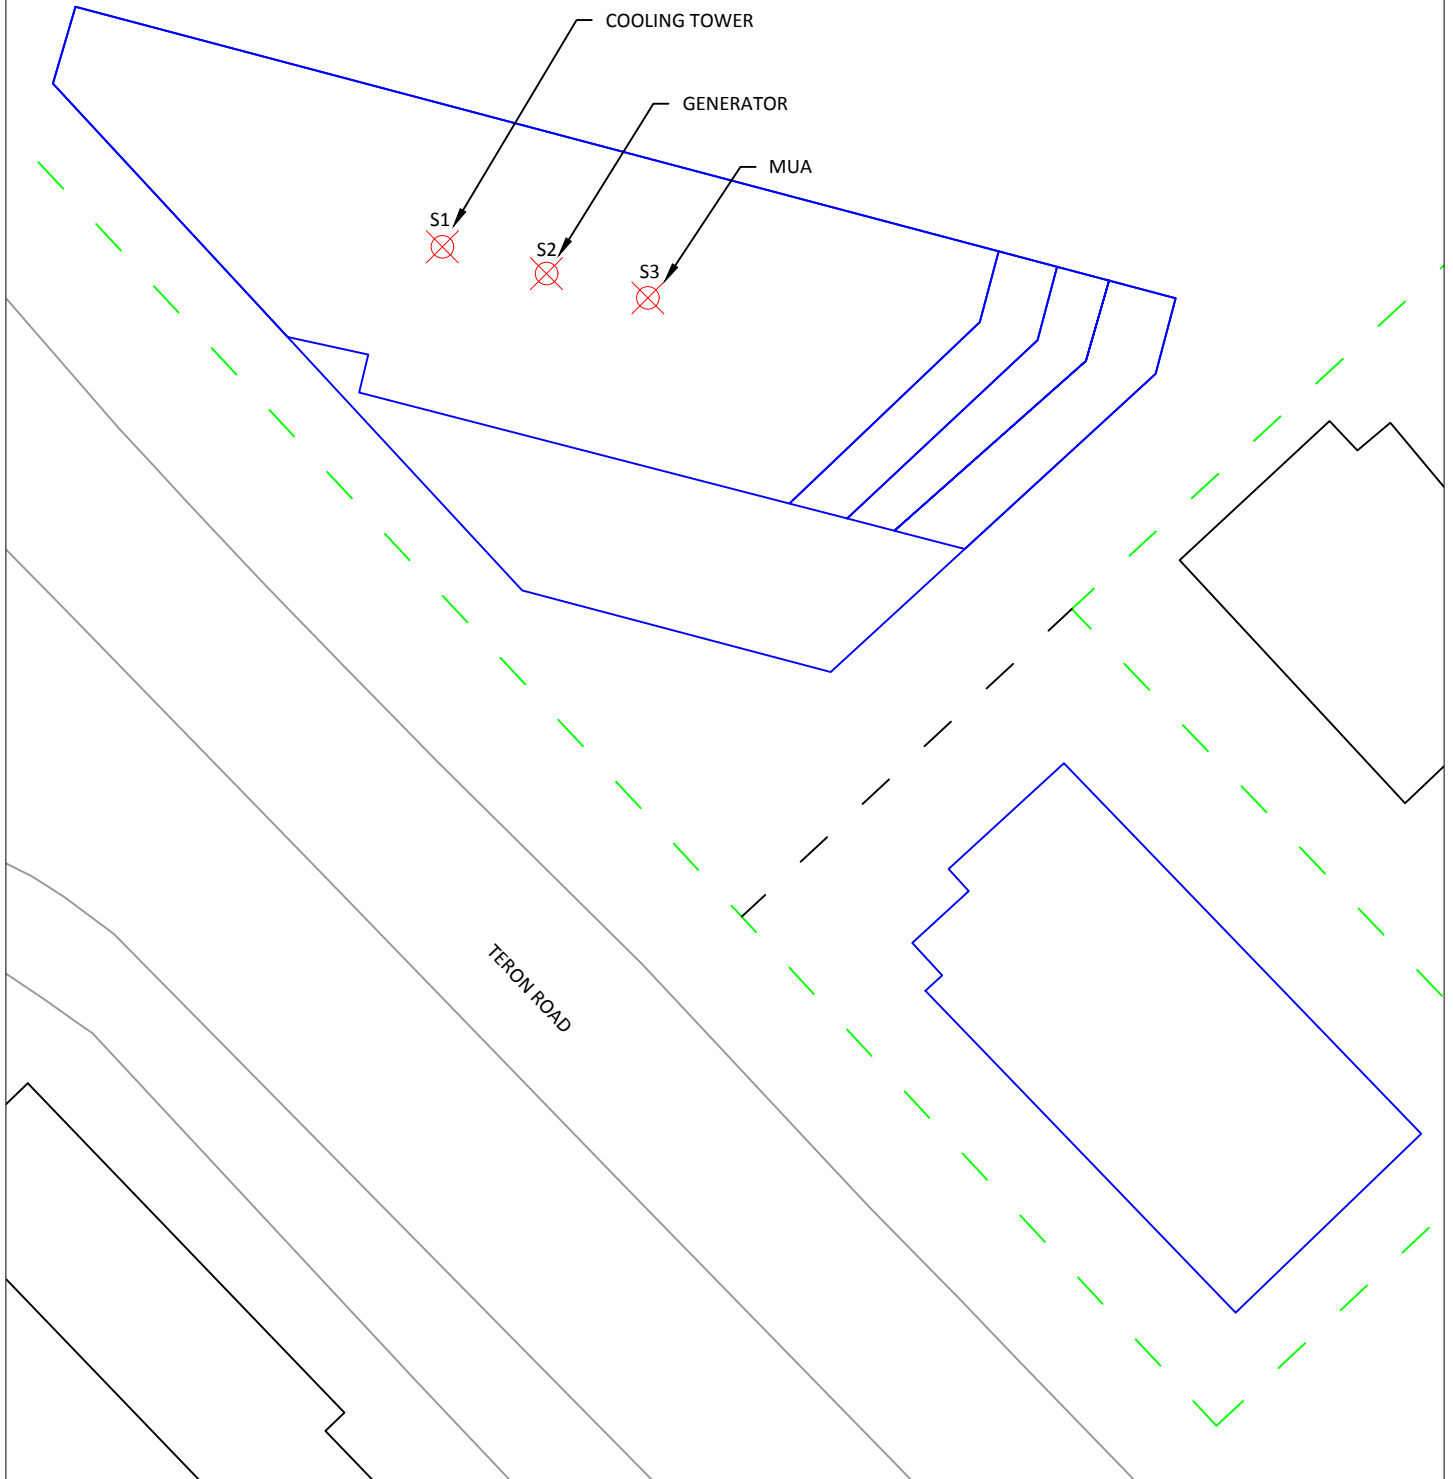 COOLING TOWER
GENERATOR
MUA
S1
S2
S3
TERON ROAD